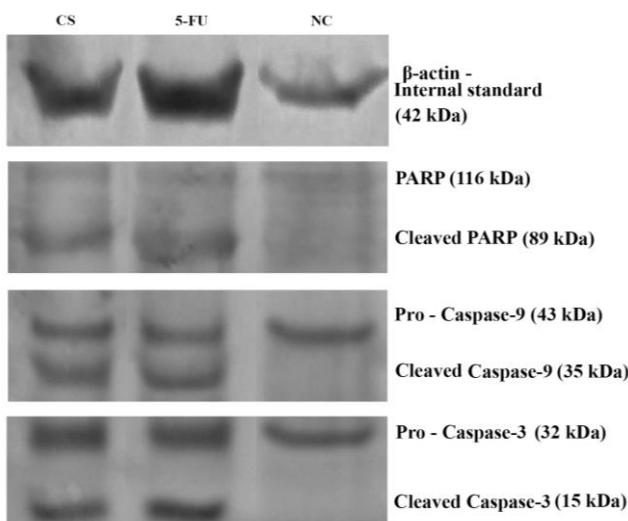 CS 5-FU NC
β-actin -
Internal standard
(42 kDa)
PARP (116 kDa)
Cleaved PARP (89 kDa)
Pro - Caspase-9 (43 kDa)
Cleaved Caspase-9 (35 kDa)
Pro - Caspase-3 (32 kDa)
Cleaved Caspase-3 (15 kDa)